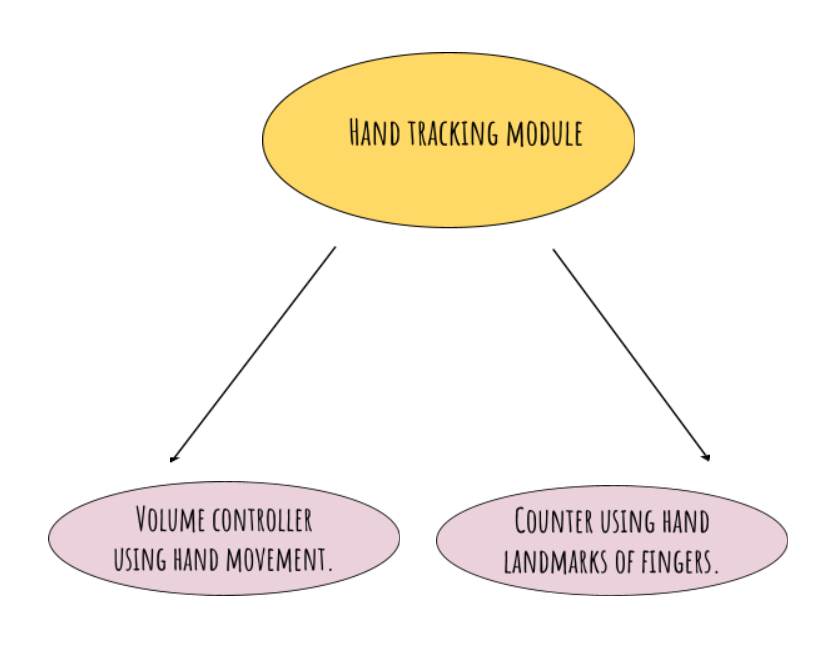 Hand tracking module
Volume controller
using hand movement.
Counter using hand
landmarks of fingers.